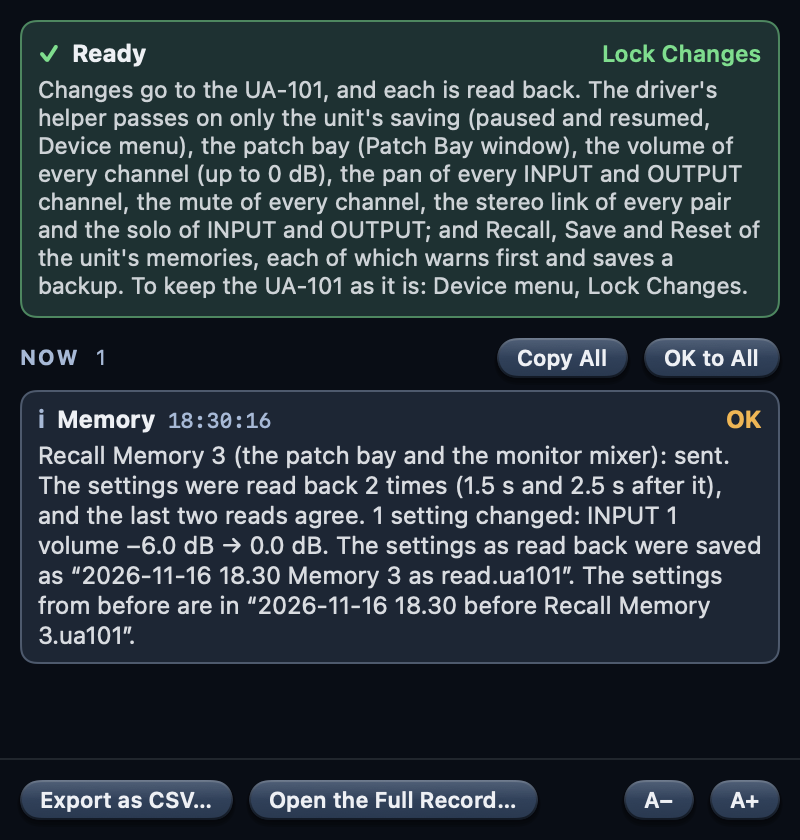 ✓ Ready Lock Changes
Changes go to the UA-101, and each is read back. The driver's
helper passes on only the unit's saving (paused and resumed,
Device menu), the patch bay (Patch Bay window), the volume of
every channel (up to 0 dB), the pan of every INPUT and OUTPUT
channel, the mute of every channel, the stereo link of every pair
and the solo of INPUT and OUTPUT; and Recall, Save and Reset of
the unit's memories, each of which warns first and saves a
backup. To keep the UA-101 as it is: Device menu, Lock Changes.
NOW 1 Copy All OK to All
i Memory 18:30:16 OK
Recall Memory 3 (the patch bay and the monitor mixer): sent.
The settings were read back 2 times (1.5 s and 2.5 s after it),
and the last two reads agree. 1 setting changed: INPUT 1
volume −6.0 dB → 0.0 dB. The settings as read back were saved
as “2026-11-16 18.30 Memory 3 as read.ua101”. The settings
from before are in “2026-11-16 18.30 before Recall Memory
3.ua101”.
Export as CSV... Open the Full Record... A− A+